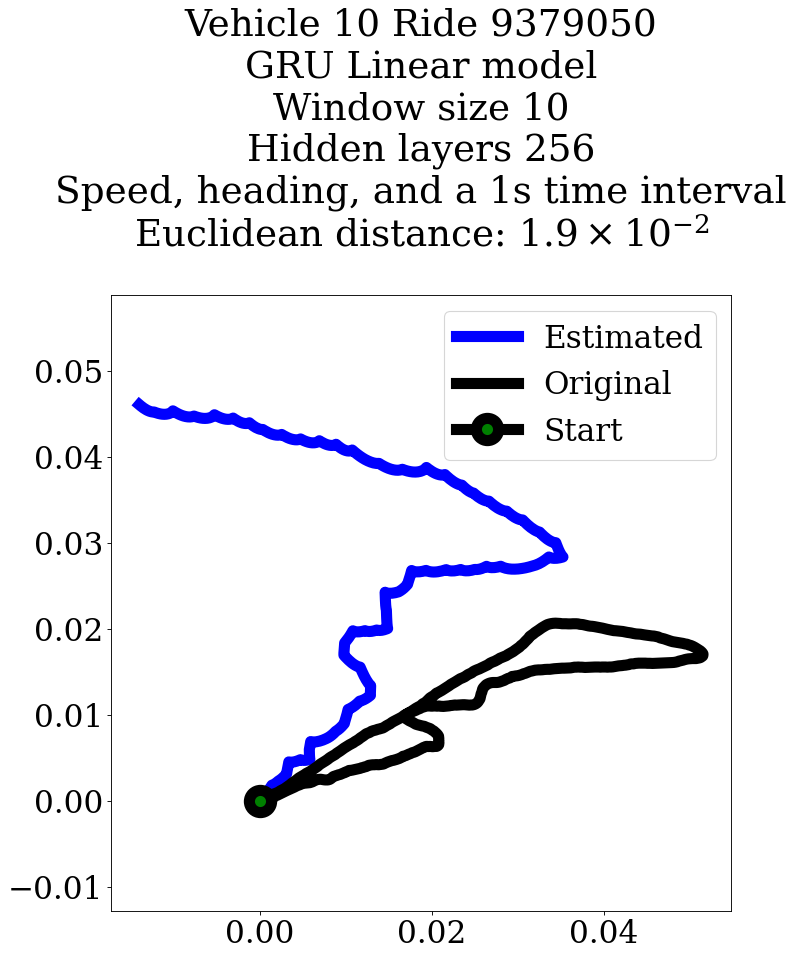 Vehicle 10 Ride 9379050
GRU Linear model
Window size 10
Hidden layers 256
Speed, heading, and a 1s time interval
Euclidean distance: 1.9 × 10⁻²
Estimated
Original
Start
0.05
0.04
0.03
0.02
0.01
0.00
−0.01
0.00 0.02 0.04